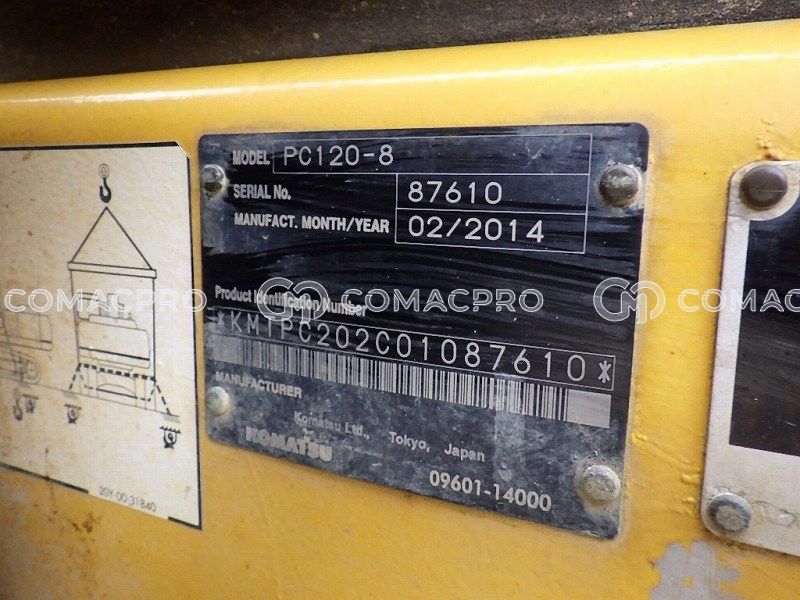 MODEL PC120-8
SERIAL No. 87610
MANUFACT. MONTH/YEAR 02/2014
Product Identification Number
*KMTPC202C01087610*
MANUFACTURER
Komatsu Ltd., Tokyo, Japan
KOMATSU
09601-14000
20Y-00-31840
COMACPRO COMACPRO COMACPRO